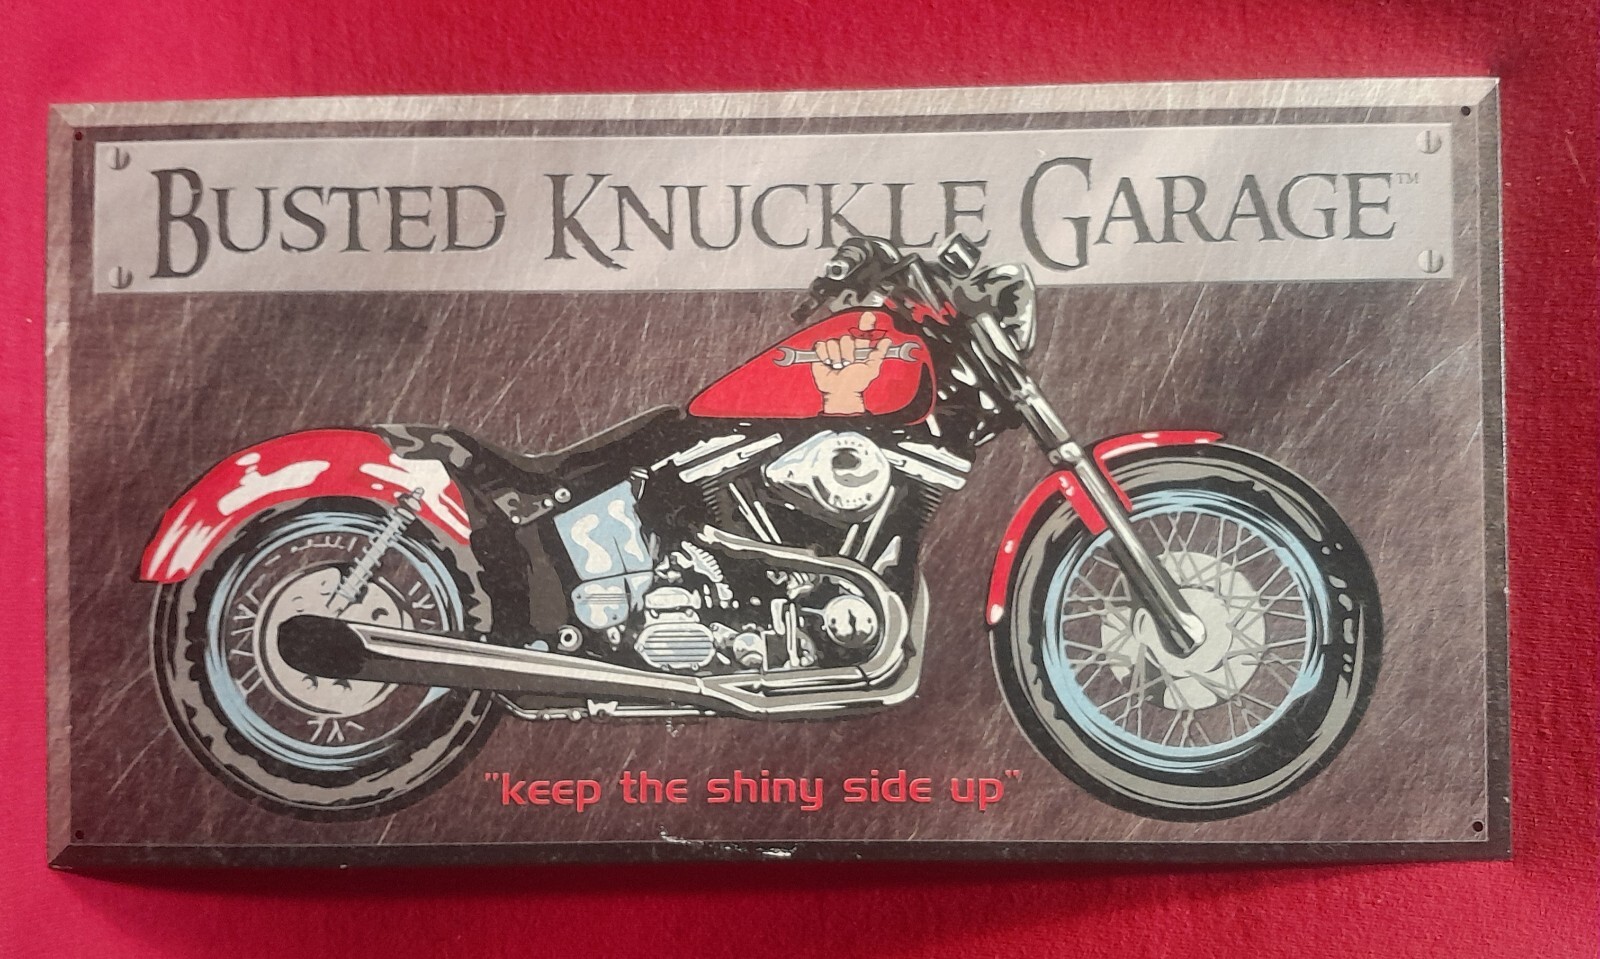 BUSTED KNUCKLE GARAGE™
"keep the shiny side up"